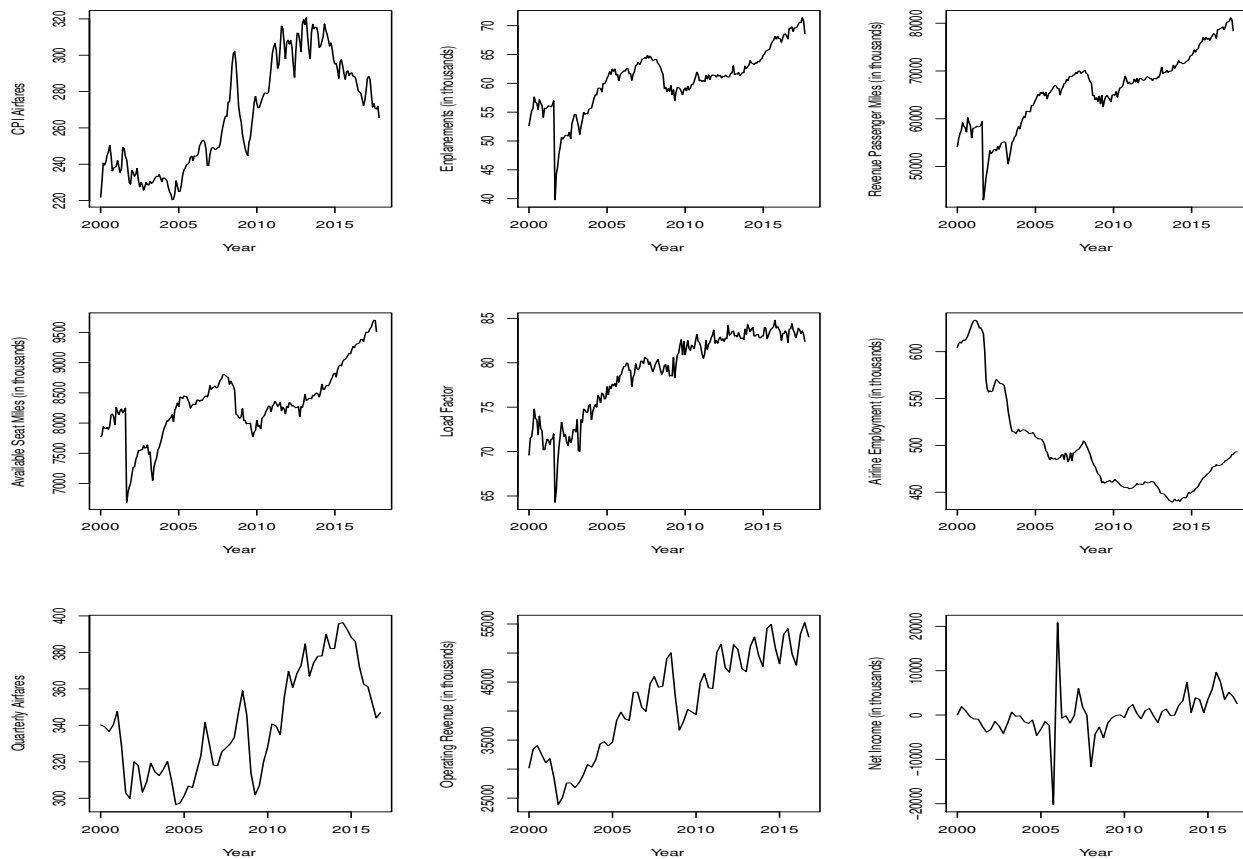 CPI Airfares
320
300
280
260
240
220
2000 2005 2010 2015
Year
Enplanements (in thousands)
70
65
60
55
50
45
40
2000 2005 2010 2015
Year
Revenue Passenger Miles (in thousands)
80000
70000
60000
50000
2000 2005 2010 2015
Year
Available Seat Miles (in thousands)
9500
9000
8500
8000
7500
7000
2000 2005 2010 2015
Year
Load Factor
85
80
75
70
65
2000 2005 2010 2015
Year
Airline Employment (in thousands)
600
550
500
450
2000 2005 2010 2015
Year
Quarterly Airfares
400
380
360
340
320
300
2000 2005 2010 2015
Year
Operating Revenue (in thousands)
55000
45000
35000
25000
2000 2005 2010 2015
Year
Net Income (in thousands)
20000
10000
0
−10000
−20000
2000 2005 2010 2015
Year